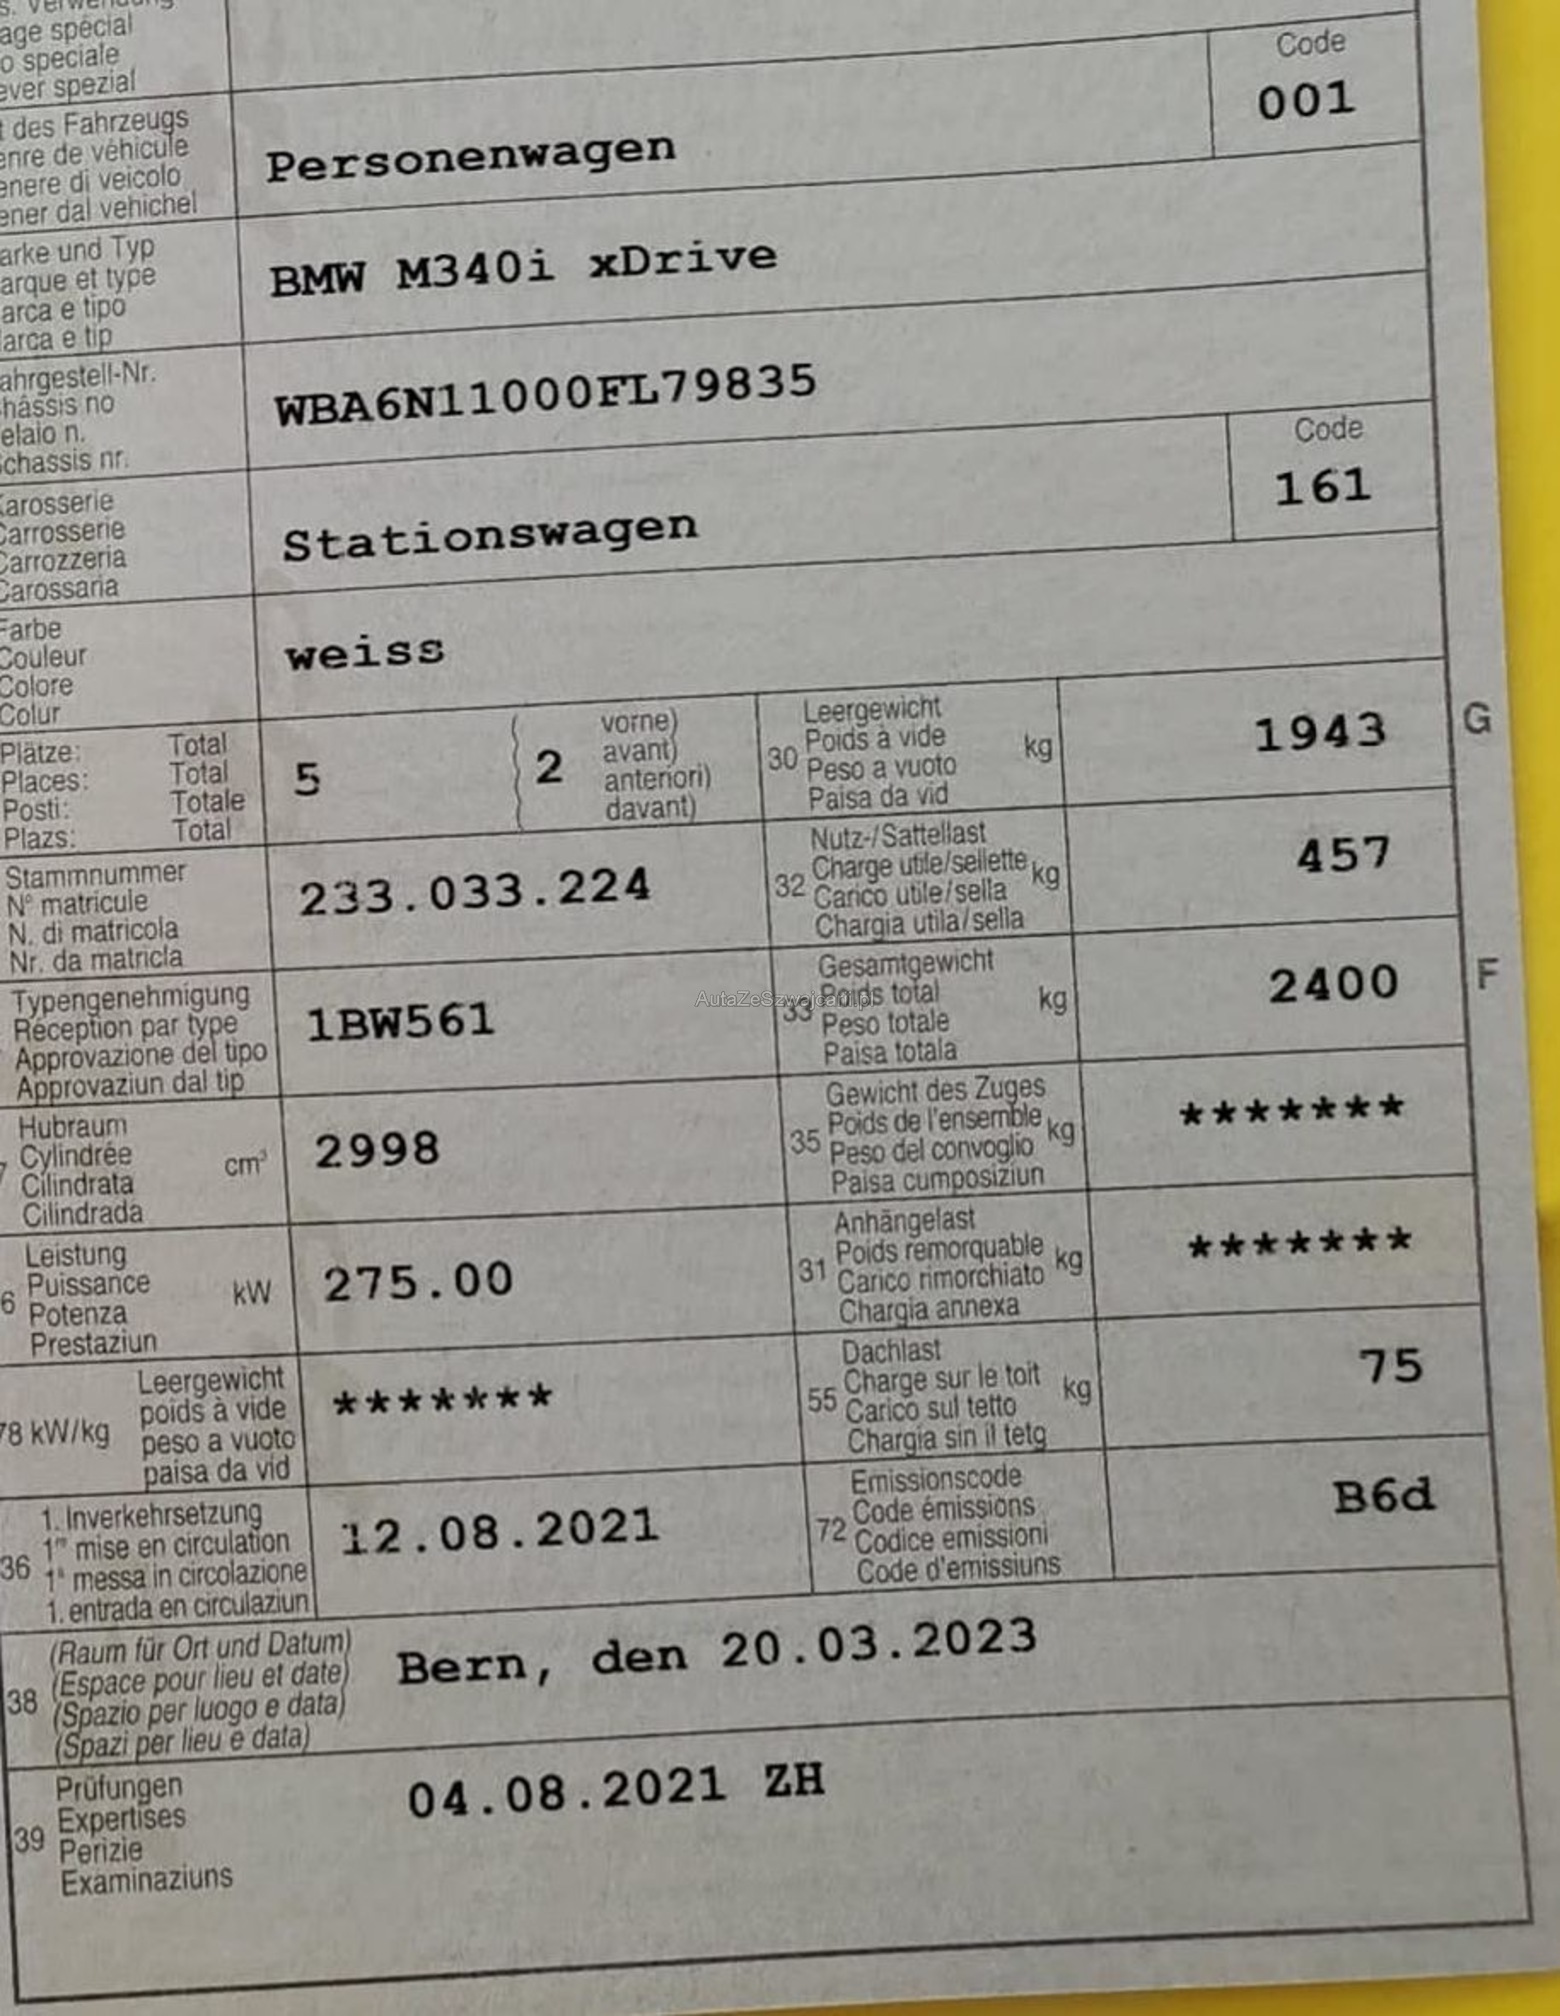 age spécial
o speciale
ever spezial
Code
001
t des Fahrzeugs
enre de véhicule
enere di veicolo
ener dal vehichel
Personenwagen
arke und Typ
arque et type
arca e tipo
arca e tip
BMW M340i xDrive
ahrgestell-Nr.
hâssis no
elaio n.
chassis nr.
WBA6N11000FL79835
Karosserie
Carrosserie
Carrozzeria
Carossaria
Stationswagen
Code
161
Farbe
Couleur
Colore
Colur
weiss
Plätze: Total
Places: Total
Posti: Totale
Plazs: Total
5
2
vorne)
avant)
anteriori)
davant)
30
Leergewicht
Poids à vide
Peso a vuoto
Paisa da vid
kg
1943
G
Stammnummer
N° matricule
N. di matricola
Nr. da matricla
233.033.224
32
Nutz-/Sattellast
Charge utile/sellette
Carico utile/sella
Chargia utila/sella
kg
457
Typengenehmigung
Réception par type
Approvazione del tipo
Approvaziun dal tip
1BW561
33
Gesamtgewicht
Poids total
Peso totale
Paisa totala
kg
2400
F
AutaZeSzwajcarii.pl
Hubraum
Cylindrée
Cilindrata
Cilindrada
cm³
2998
35
Gewicht des Zuges
Poids de l'ensemble
Peso del convoglio
Paisa cumposiziun
kg
*******
6
Leistung
Puissance
Potenza
Prestaziun
kW
275.00
31
Anhängelast
Poids remorquable
Carico rimorchiato
Chargia annexa
kg
*******
78 kW/kg
Leergewicht
poids à vide
peso a vuoto
paisa da vid
*******
55
Dachlast
Charge sur le toit
Carico sul tetto
Chargia sin il tetg
kg
75
36
1. Inverkehrsetzung
1re mise en circulation
1a messa in circolazione
1. entrada en circulaziun
12.08.2021
72
Emissionscode
Code émissions
Codice emissioni
Code d'emissiuns
B6d
38
(Raum für Ort und Datum)
(Espace pour lieu et date)
(Spazio per luogo e data)
(Spazi per lieu e data)
Bern, den 20.03.2023
39
Prüfungen
Expertises
Perizie
Examinaziuns
04.08.2021 ZH